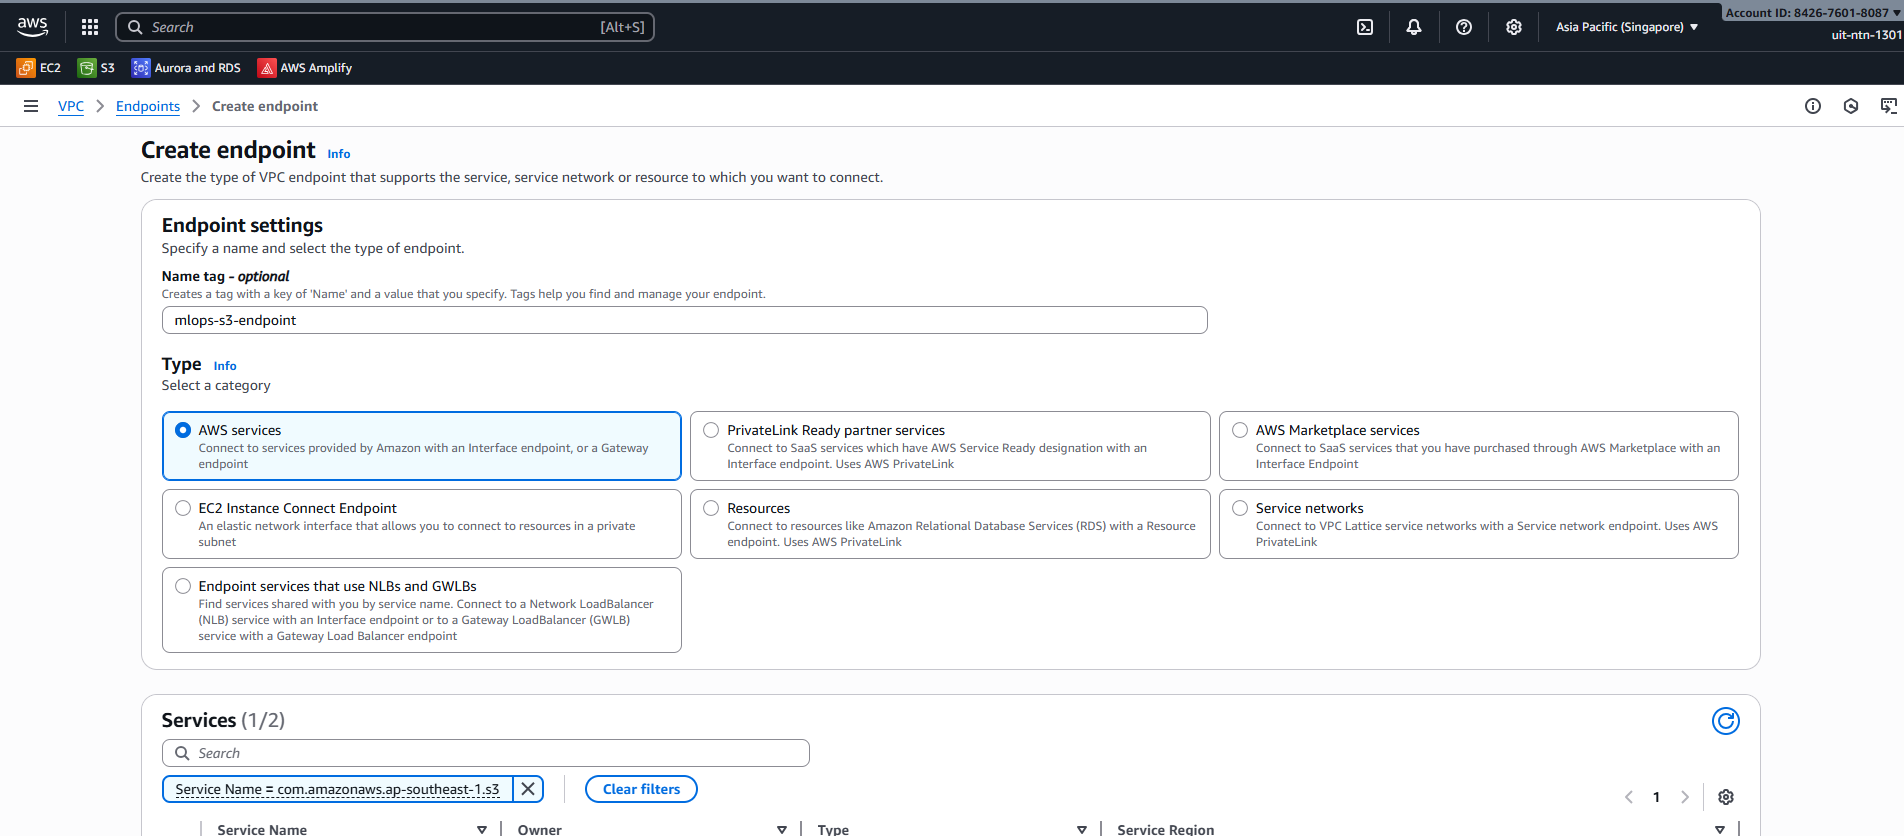 aws
Search [Alt+S]
Asia Pacific (Singapore)
Account ID: 8426-7601-8087
uit-ntn-1301
EC2 S3 Aurora and RDS AWS Amplify
VPC Endpoints Create endpoint
Create endpoint Info
Create the type of VPC endpoint that supports the service, service network or resource to which you want to connect.
Endpoint settings
Specify a name and select the type of endpoint.
Name tag - optional
Creates a tag with a key of 'Name' and a value that you specify. Tags help you find and manage your endpoint.
mlops-s3-endpoint
Type Info
Select a category
AWS services
Connect to services provided by Amazon with an Interface endpoint, or a Gateway
endpoint
PrivateLink Ready partner services
Connect to SaaS services which have AWS Service Ready designation with an
Interface endpoint. Uses AWS PrivateLink
AWS Marketplace services
Connect to SaaS services that you have purchased through AWS Marketplace with an
Interface Endpoint
EC2 Instance Connect Endpoint
An elastic network interface that allows you to connect to resources in a private
subnet
Resources
Connect to resources like Amazon Relational Database Services (RDS) with a Resource
endpoint. Uses AWS PrivateLink
Service networks
Connect to VPC Lattice service networks with a Service network endpoint. Uses AWS
PrivateLink
Endpoint services that use NLBs and GWLBs
Find services shared with you by service name. Connect to a Network LoadBalancer
(NLB) service with an Interface endpoint or to a Gateway LoadBalancer (GWLB)
service with a Gateway Load Balancer endpoint
Services (1/2)
Search
Service Name = com.amazonaws.ap-southeast-1.s3
Clear filters
1
Service Name Owner Type Service Region